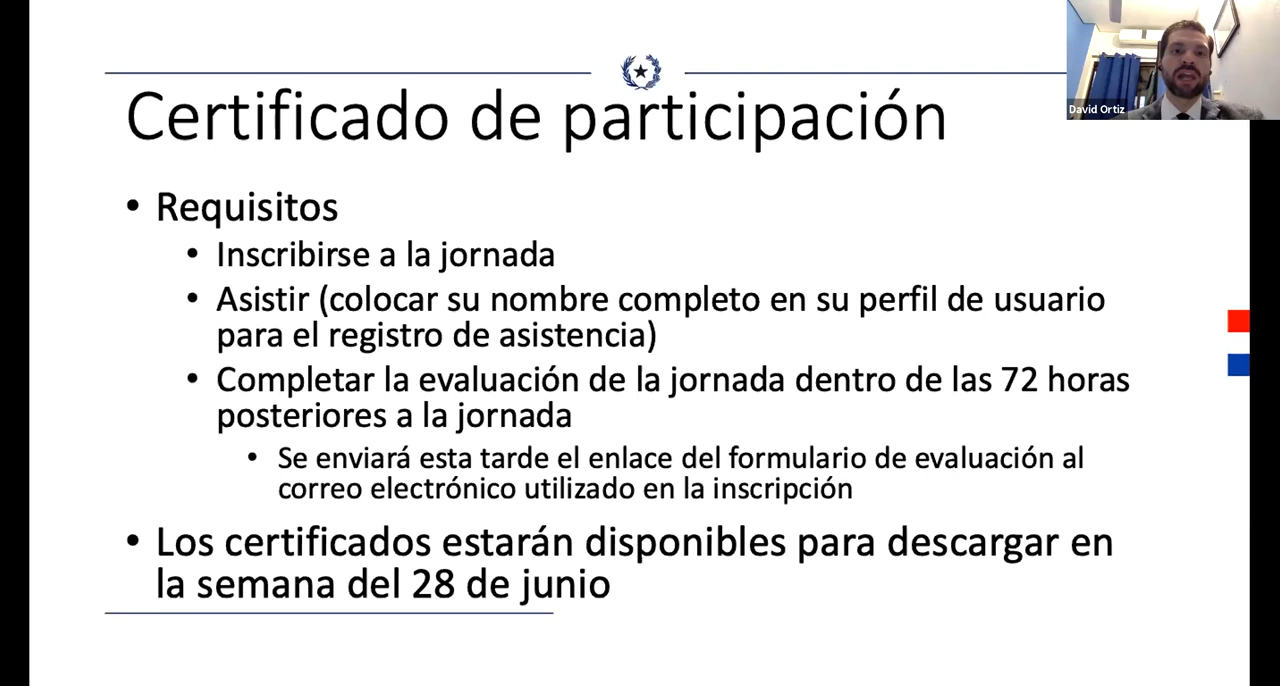 Certificado de participación
David Ortiz
• Requisitos
• Inscribirse a la jornada
• Asistir (colocar su nombre completo en su perfil de usuario
para el registro de asistencia)
• Completar la evaluación de la jornada dentro de las 72 horas
posteriores a la jornada
• Se enviará esta tarde el enlace del formulario de evaluación al
correo electrónico utilizado en la inscripción
• Los certificados estarán disponibles para descargar en
la semana del 28 de junio